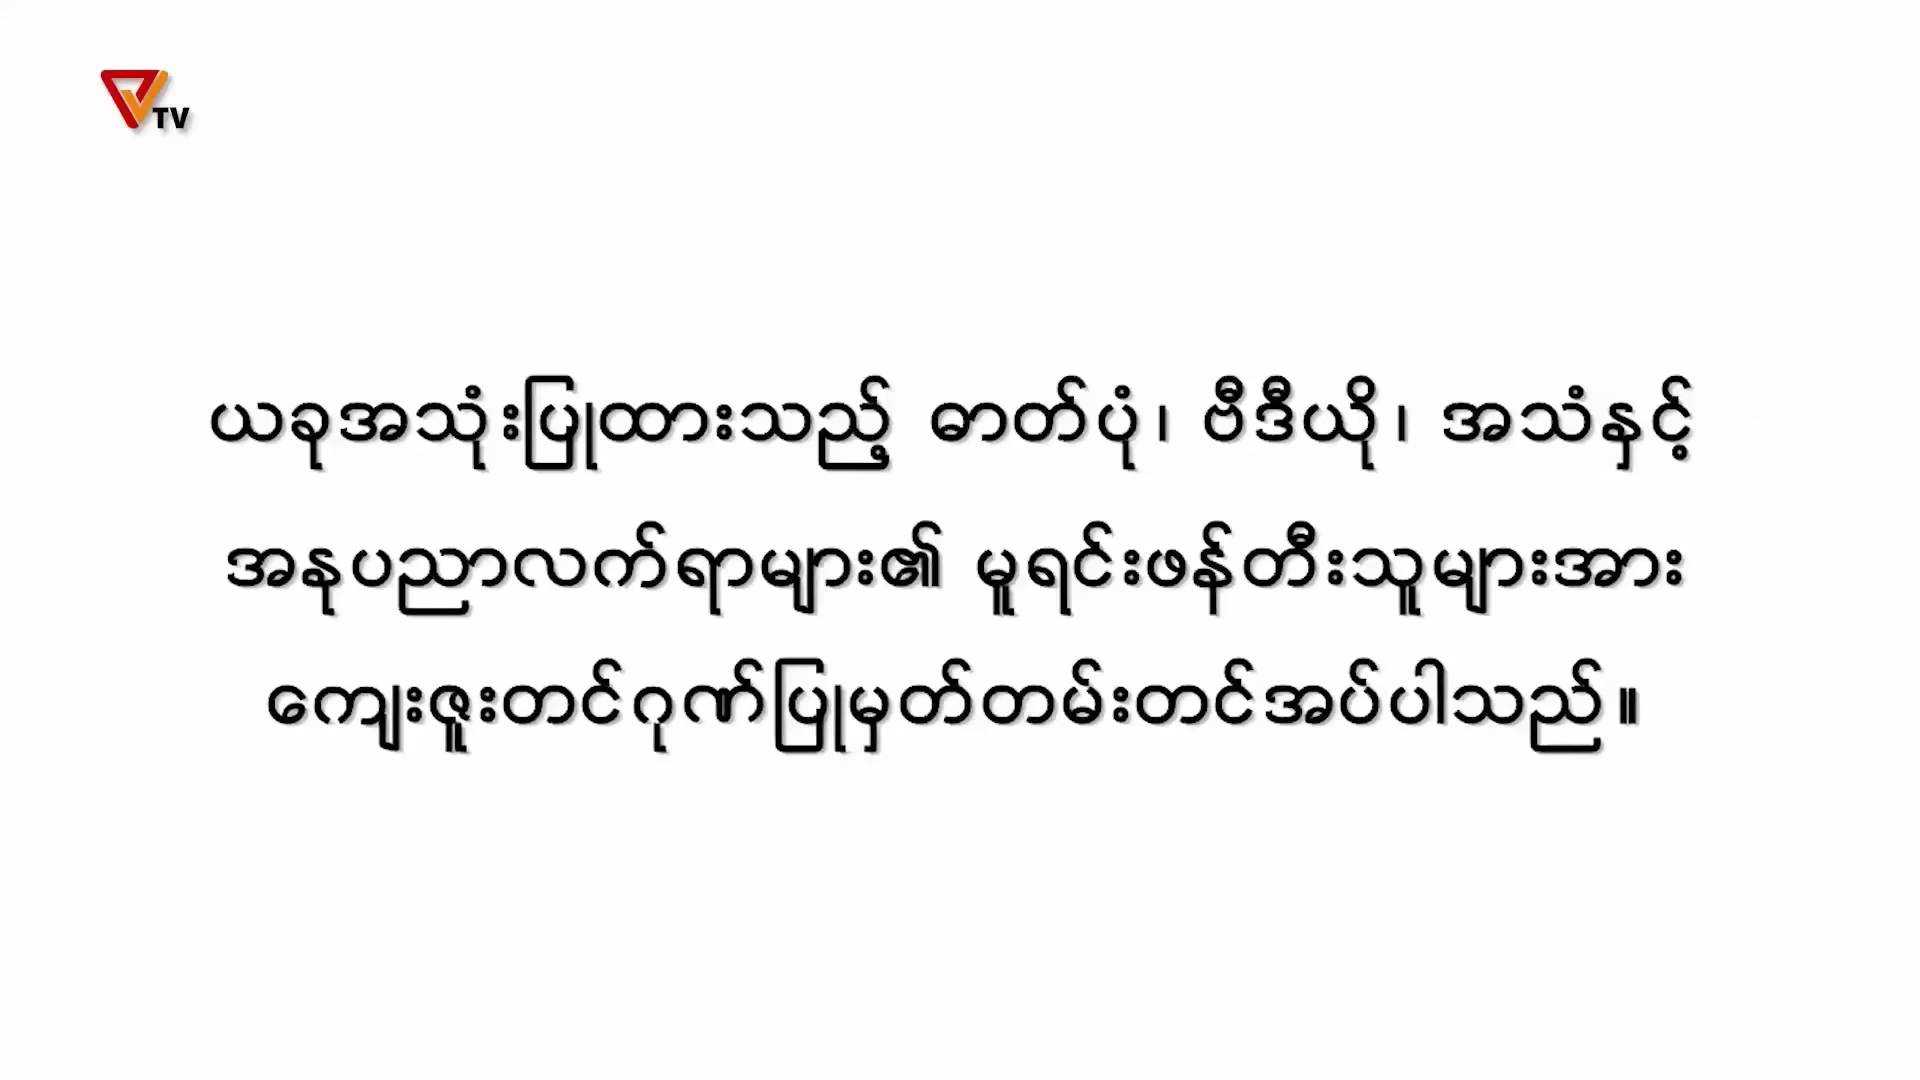 TV
ယခုအသုံးပြုထားသည့် ဓာတ်ပုံ၊ ဗီဒီယို၊ အသံနှင့်
အနုပညာလက်ရာများ၏ မူရင်းဖန်တီးသူများအား
ကျေးဇူးတင်ဂုဏ်ပြုမှတ်တမ်းတင်အပ်ပါသည်။